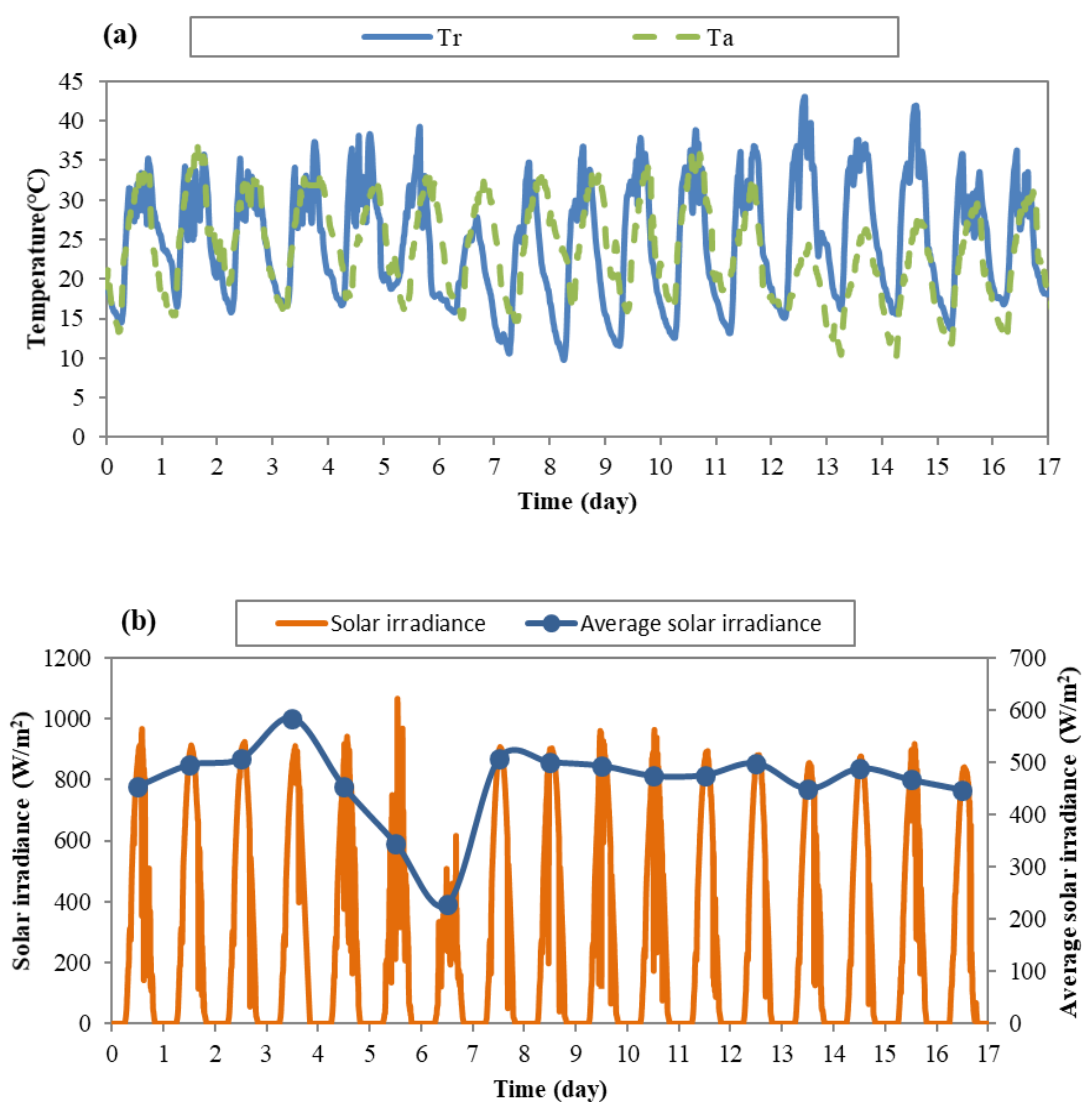 (a)
Tr Ta
Temperature(°C)
45
40
35
30
25
20
15
10
5
0
0 1 2 3 4 5 6 7 8 9 10 11 12 13 14 15 16 17
Time (day)
(b)
Solar irradiance Average solar irradiance
Solar irradiance (W/m²)
1200
1000
800
600
400
200
0
700
600
500
400
300
200
100
0
Average solar irradiance (W/m²)
0 1 2 3 4 5 6 7 8 9 10 11 12 13 14 15 16 17
Time (day)